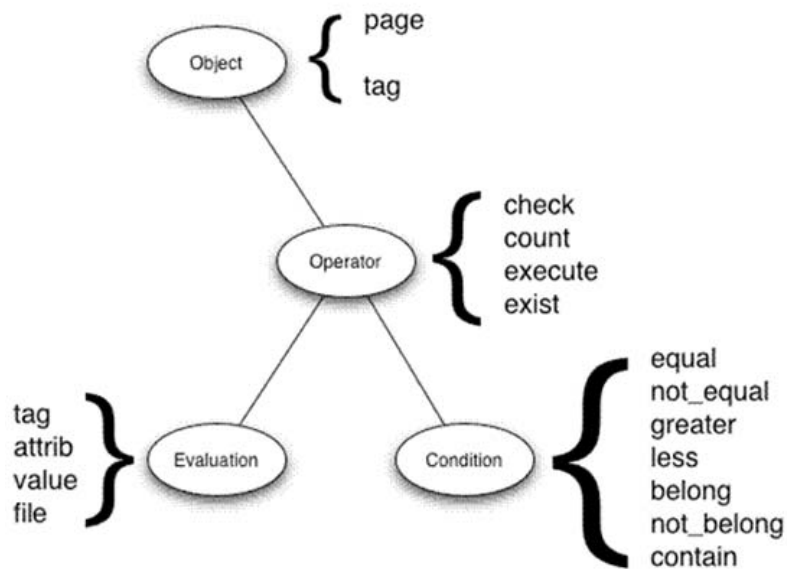 Object
page
tag
Operator
check
count
execute
exist
tag
attrib
value
file
Evaluation
Condition
equal
not_equal
greater
less
belong
not_belong
contain